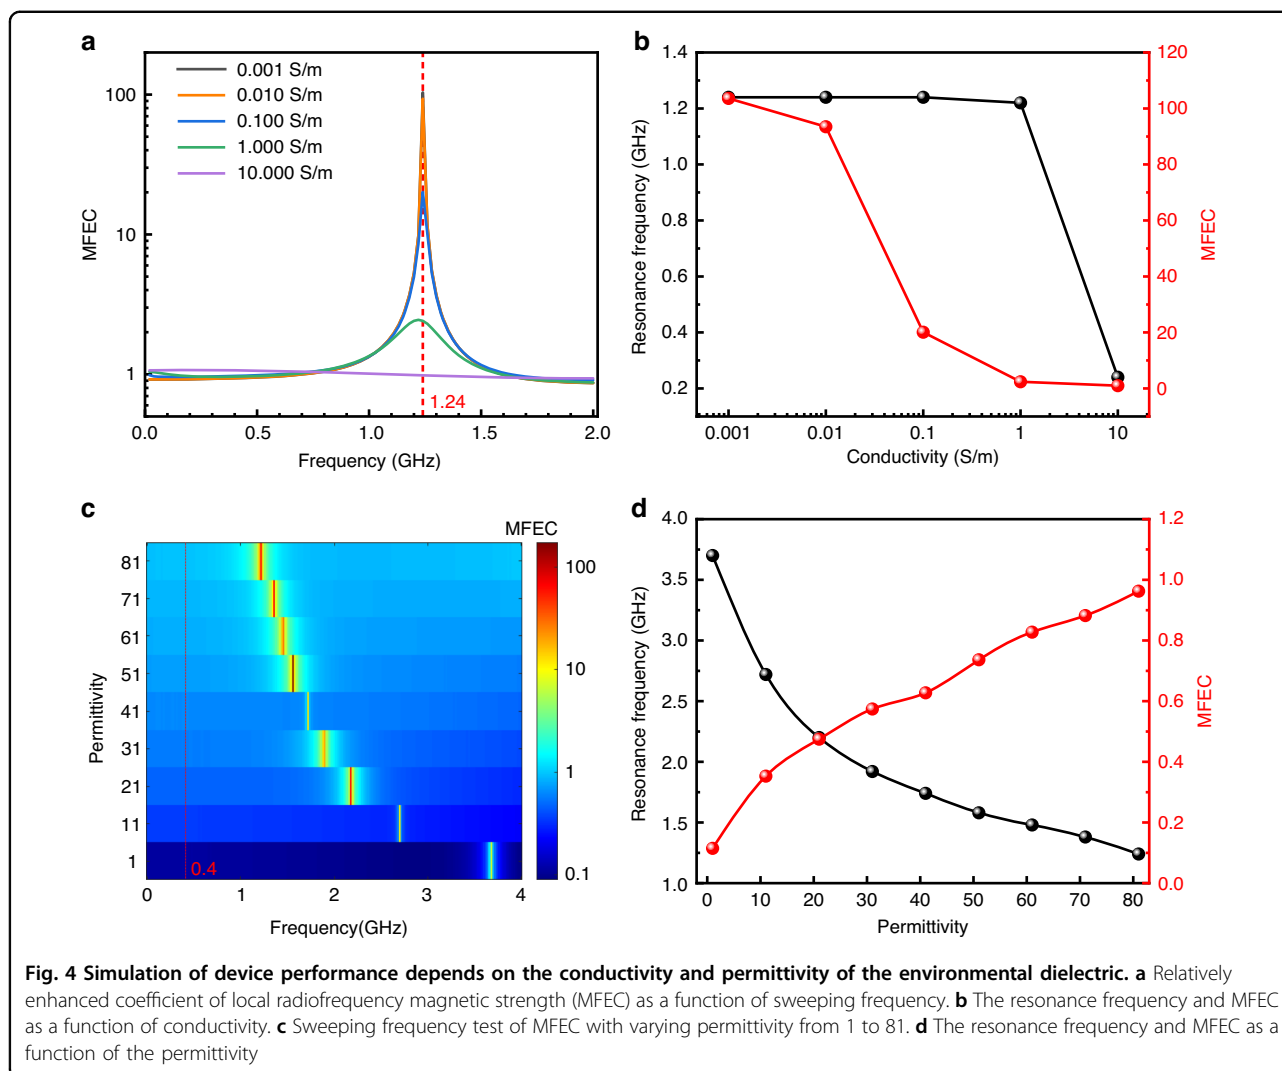 a
0.001 S/m
0.010 S/m
0.100 S/m
1.000 S/m
10.000 S/m
100
10
1
MFEC
1.24
0.0 0.5 1.0 1.5 2.0
Frequency (GHz)
b
1.4
1.2
1.0
0.8
0.6
0.4
0.2
Resonance frequency (GHz)
120
100
80
60
40
20
0
MFEC
0.001 0.01 0.1 1 10
Conductivity (S/m)
c
MFEC
81
71
61
51
41
31
21
11
1
Permittivity
100
10
1
0.1
0.4
0 1 2 3 4
Frequency(GHz)
d
4.0
3.5
3.0
2.5
2.0
1.5
1.0
Resonance frequency (GHz)
1.2
1.0
0.8
0.6
0.4
0.2
0.0
MFEC
0 10 20 30 40 50 60 70 80
Permittivity
Fig. 4 Simulation of device performance depends on the conductivity and permittivity of the environmental dielectric. a Relatively
enhanced coefficient of local radiofrequency magnetic strength (MFEC) as a function of sweeping frequency. b The resonance frequency and MFEC
as a function of conductivity. c Sweeping frequency test of MFEC with varying permittivity from 1 to 81. d The resonance frequency and MFEC as a
function of the permittivity